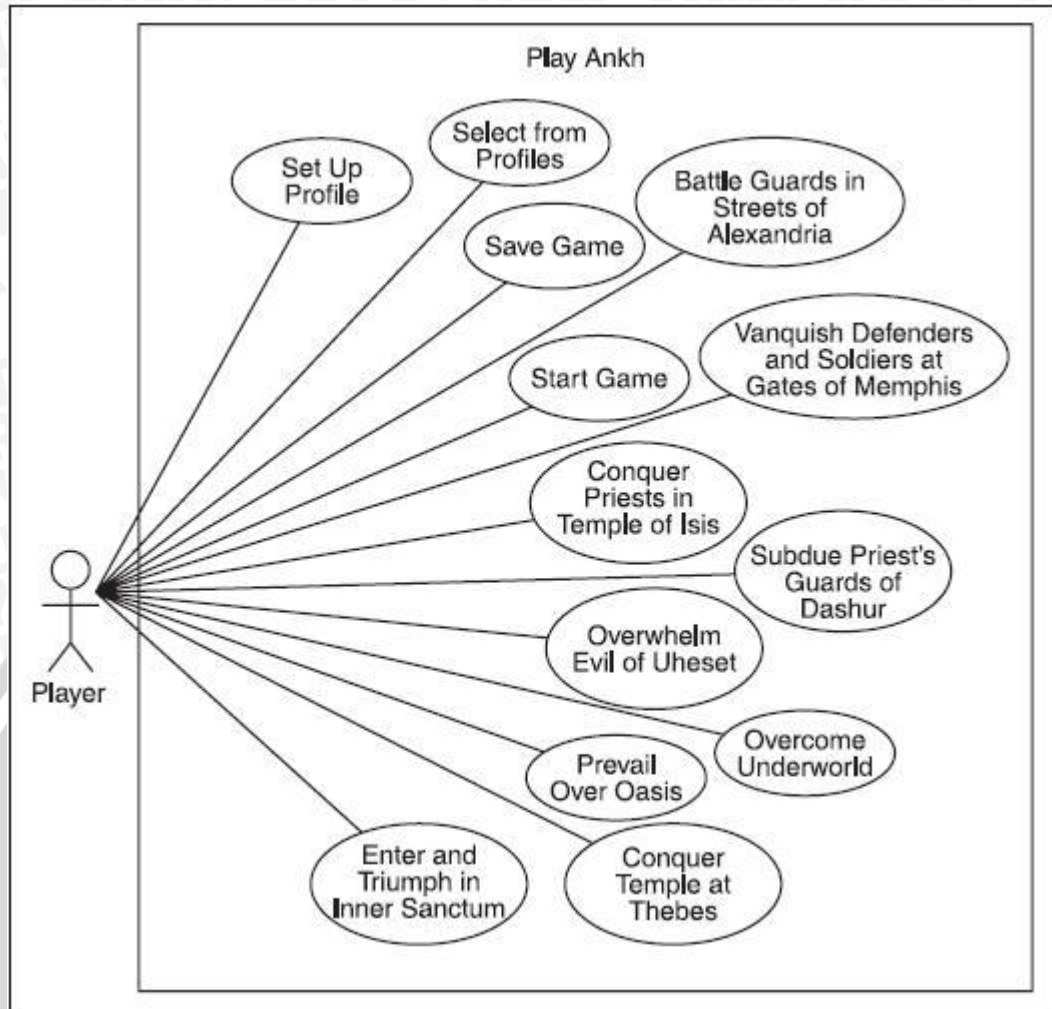 Play Ankh
Set Up
Profile
Select from
Profiles
Save Game
Battle Guards in
Streets of
Alexandria
Start Game
Vanquish Defenders
and Soldiers at
Gates of Memphis
Conquer
Priests in
Temple of Isis
Subdue Priest's
Guards of
Dashur
Overwhelm
Evil of Uheset
Overcome
Underworld
Prevail
Over Oasis
Enter and
Triumph in
Inner Sanctum
Conquer
Temple at
Thebes
Player